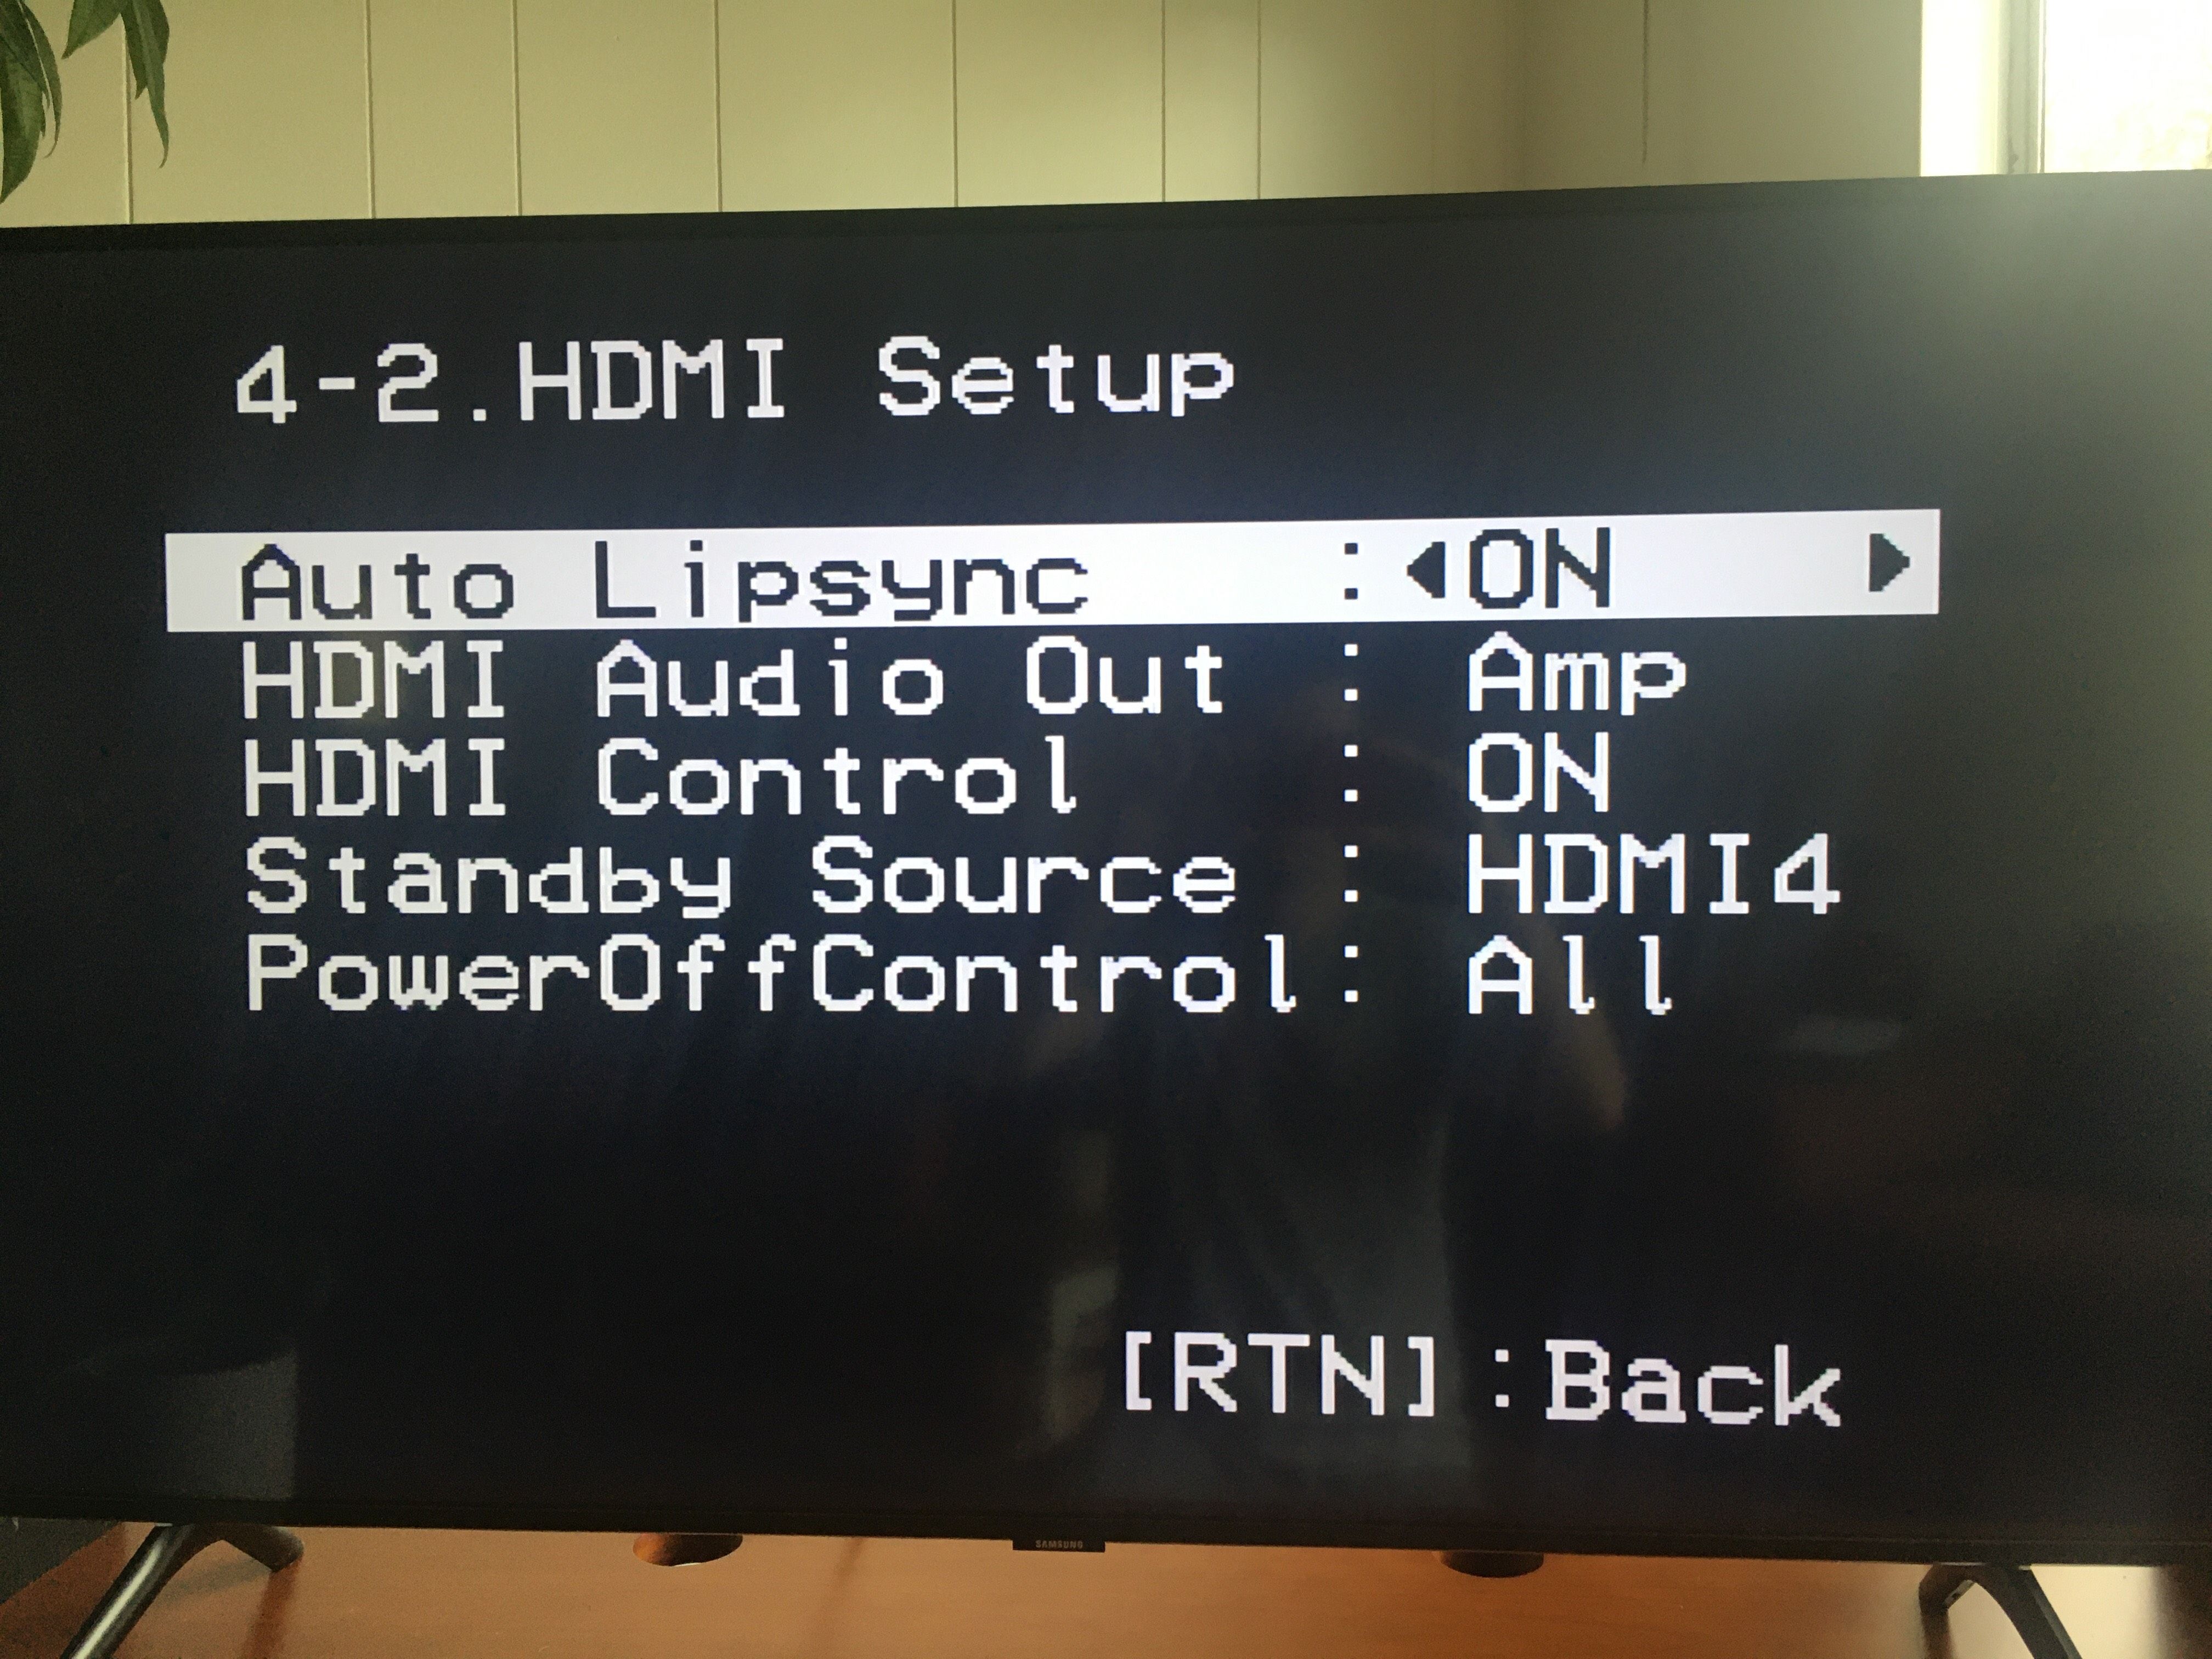 4-2.HDMI Setup
Auto Lipsync : ◀ON ▶
HDMI Audio Out : Amp
HDMI Control : ON
Standby Source : HDMI4
PowerOffControl: All
[RTN]:Back
SAMSUNG